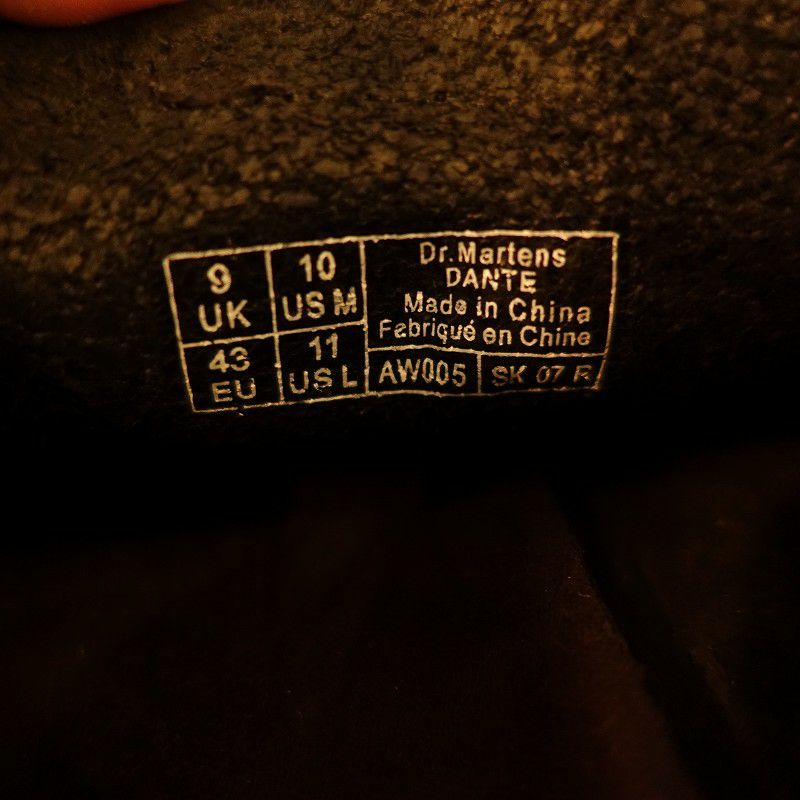 9
UK
10
US M
43
EU
11
US L
Dr.Martens
DANTE
Made in China
Fabriqué en Chine
AW005
SK 07 R